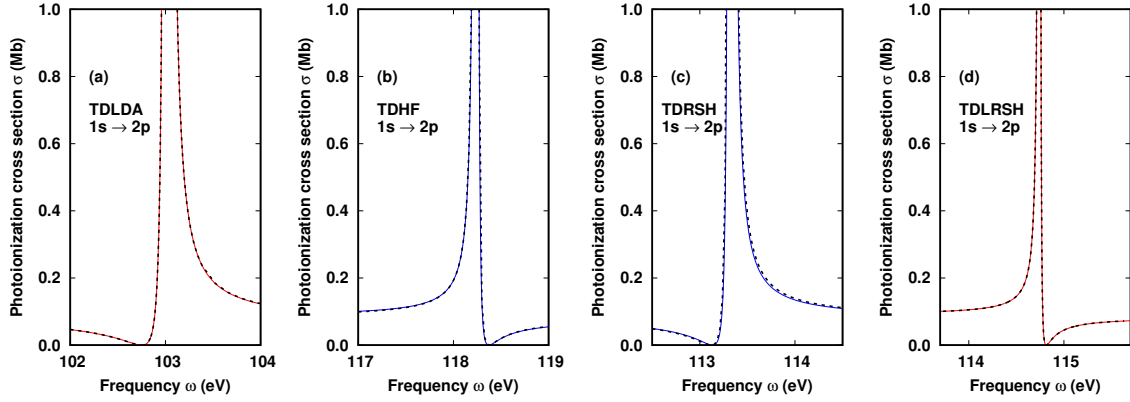 Photoionization cross section σ (Mb)
1.0
0.8
0.6
0.4
0.2
0.0
(a)
TDLDA
1s → 2p
102
103
104
Frequency ω (eV)
Photoionization cross section σ (Mb)
1.0
0.8
0.6
0.4
0.2
0.0
(b)
TDHF
1s → 2p
117
118
119
Frequency ω (eV)
Photoionization cross section σ (Mb)
1.0
0.8
0.6
0.4
0.2
0.0
(c)
TDRSH
1s → 2p
113
114
Frequency ω (eV)
Photoionization cross section σ (Mb)
1.0
0.8
0.6
0.4
0.2
0.0
(d)
TDLRSH
1s → 2p
114
115
Frequency ω (eV)